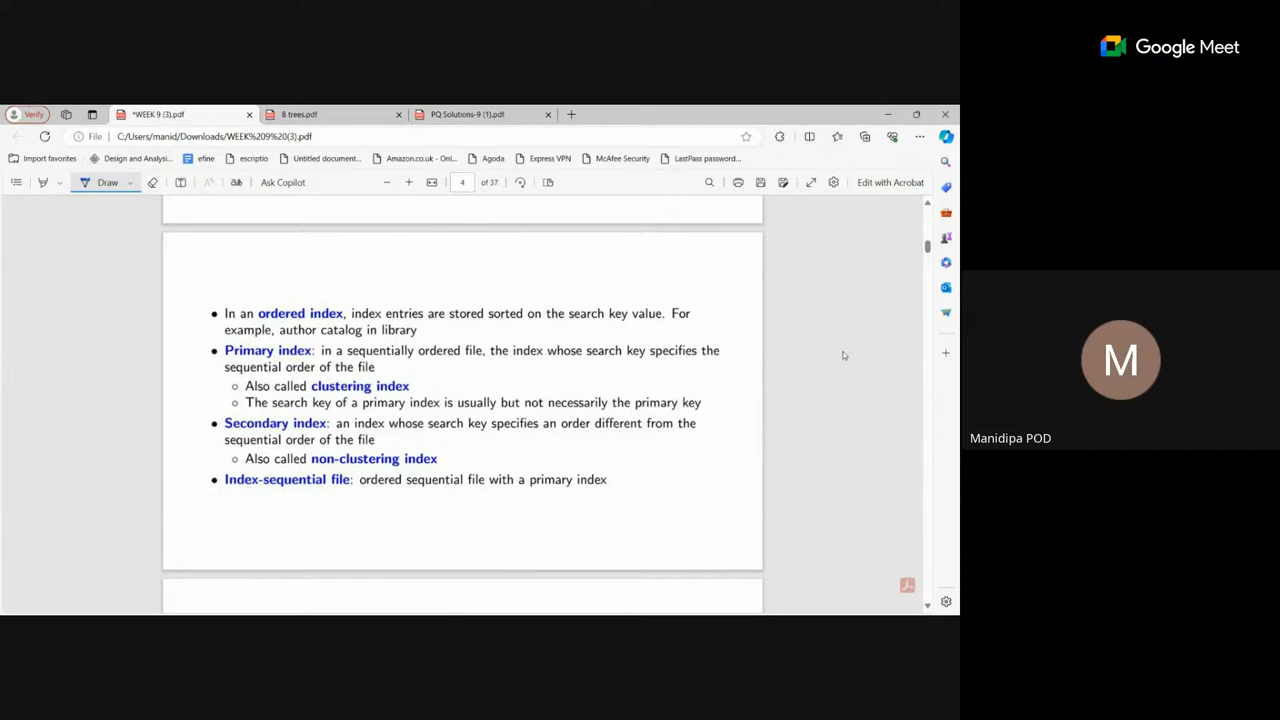 Google Meet
Verify
*WEEK 9 (3).pdf
B trees.pdf
PQ Solutions-9 (1).pdf
File
C:/Users/manid/Downloads/WEEK%209%20(3).pdf
Import favorites
Design and Analysi...
efine
escriptio
Untitled document...
Amazon.co.uk - Onl...
Agoda
Express VPN
McAfee Security
LastPass password...
Draw
Ask Copilot
4 of 37
Edit with Acrobat
• In an ordered index, index entries are stored sorted on the search key value. For
example, author catalog in library
• Primary index: in a sequentially ordered file, the index whose search key specifies the
sequential order of the file
○ Also called clustering index
○ The search key of a primary index is usually but not necessarily the primary key
• Secondary index: an index whose search key specifies an order different from the
sequential order of the file
○ Also called non-clustering index
• Index-sequential file: ordered sequential file with a primary index
M
Manidipa POD